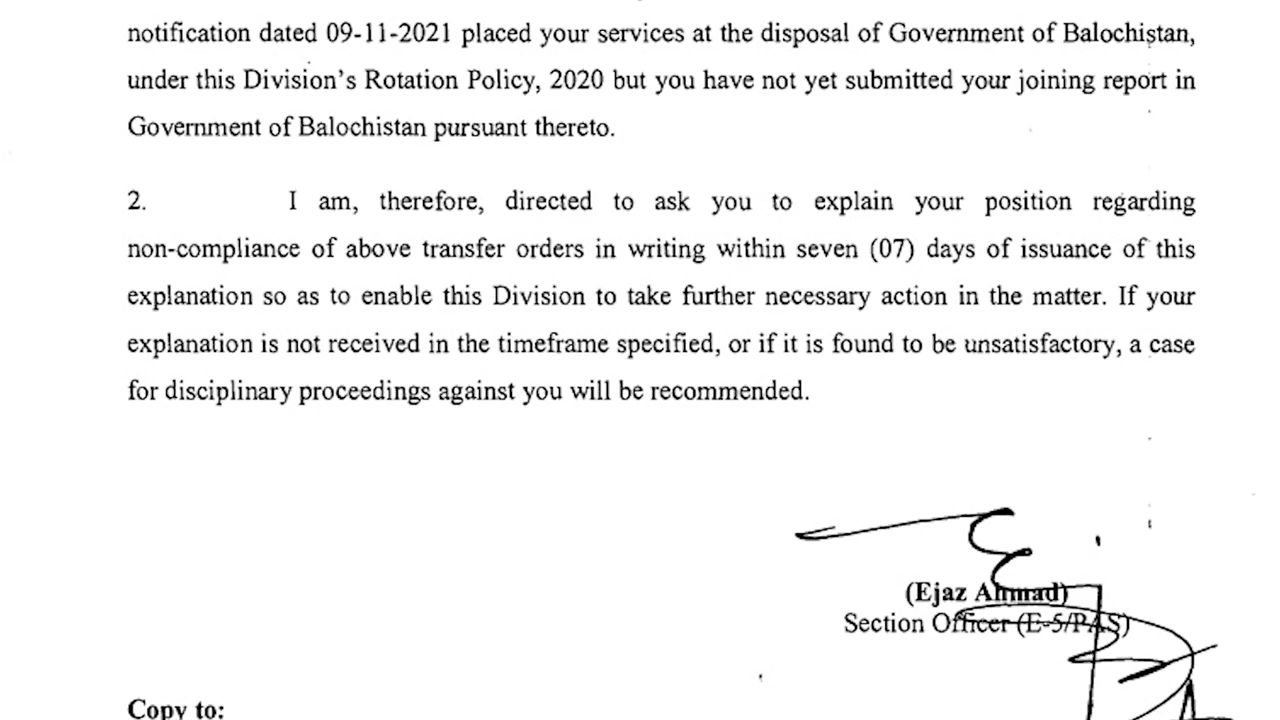 notification dated 09-11-2021 placed your services at the disposal of Government of Balochistan,
under this Division's Rotation Policy, 2020 but you have not yet submitted your joining report in
Government of Balochistan pursuant thereto.
2. I am, therefore, directed to ask you to explain your position regarding
non-compliance of above transfer orders in writing within seven (07) days of issuance of this
explanation so as to enable this Division to take further necessary action in the matter. If your
explanation is not received in the timeframe specified, or if it is found to be unsatisfactory, a case
for disciplinary proceedings against you will be recommended.
(Ejaz Ahmad)
Section Officer (E-5/PAS)
Copy to: